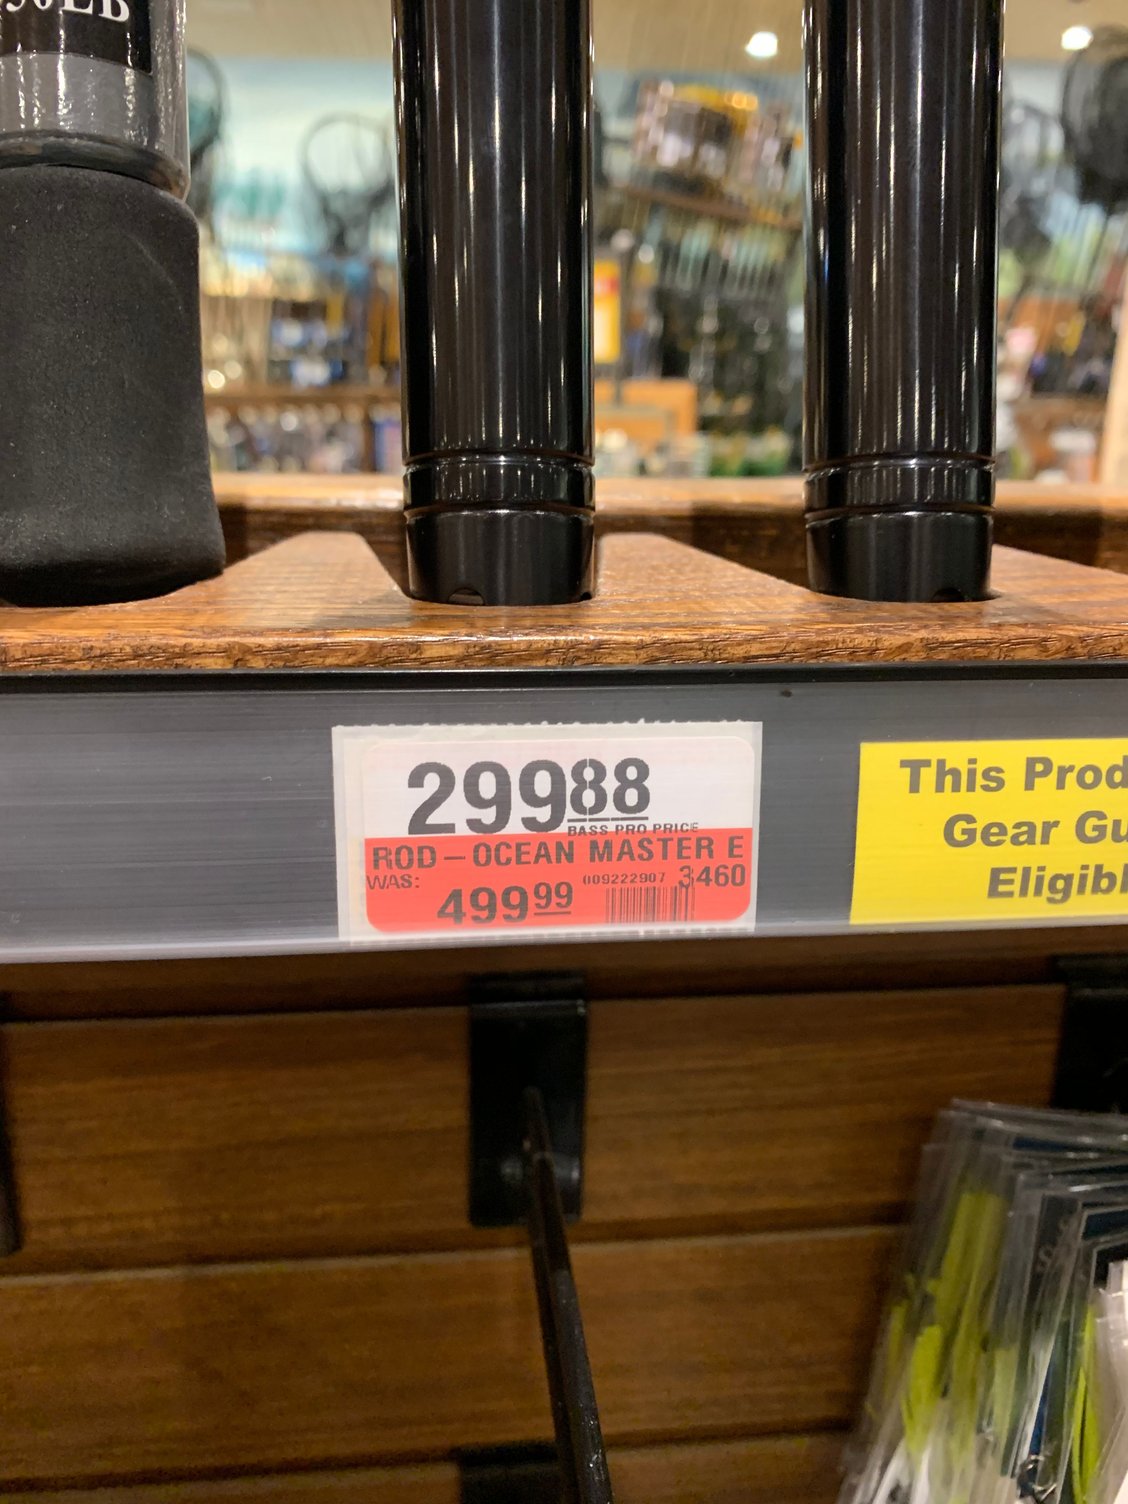 29988
BASS PRO PRICE
ROD – OCEAN MASTER E
WAS: 49999 009222907 3460
This Prod
Gear Gu
Eligibl